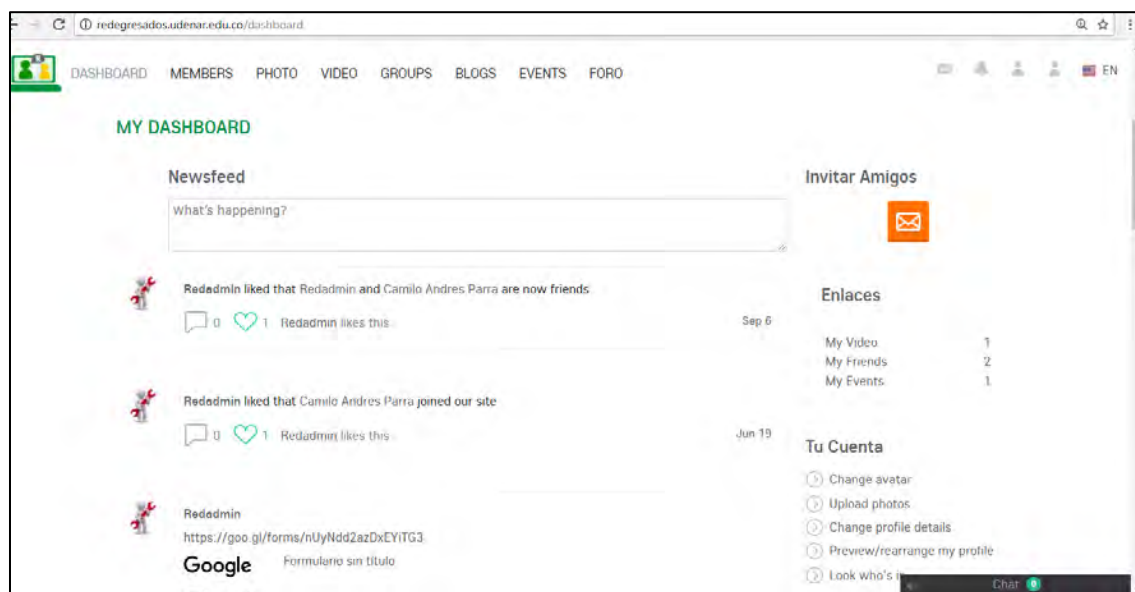 redegresados.udenar.edu.co/dashboard
DASHBOARD MEMBERS PHOTO VIDEO GROUPS BLOGS EVENTS FORO EN
MY DASHBOARD
Newsfeed
What's happening?
Redadmin liked that Redadmin and Camilo Andres Parra are now friends
0 1 Redadmin likes this
Sep 6
Redadmin liked that Camilo Andres Parra joined our site
0 1 Redadmin likes this
Jun 19
Redadmin
https://goo.gl/forms/nUyNdd2azDxEYiTG3
Google Formulario sin título
Invitar Amigos
Enlaces
My Video 1
My Friends 2
My Events 1
Tu Cuenta
Change avatar
Upload photos
Change profile details
Preview/rearrange my profile
Look who's
Chat 0